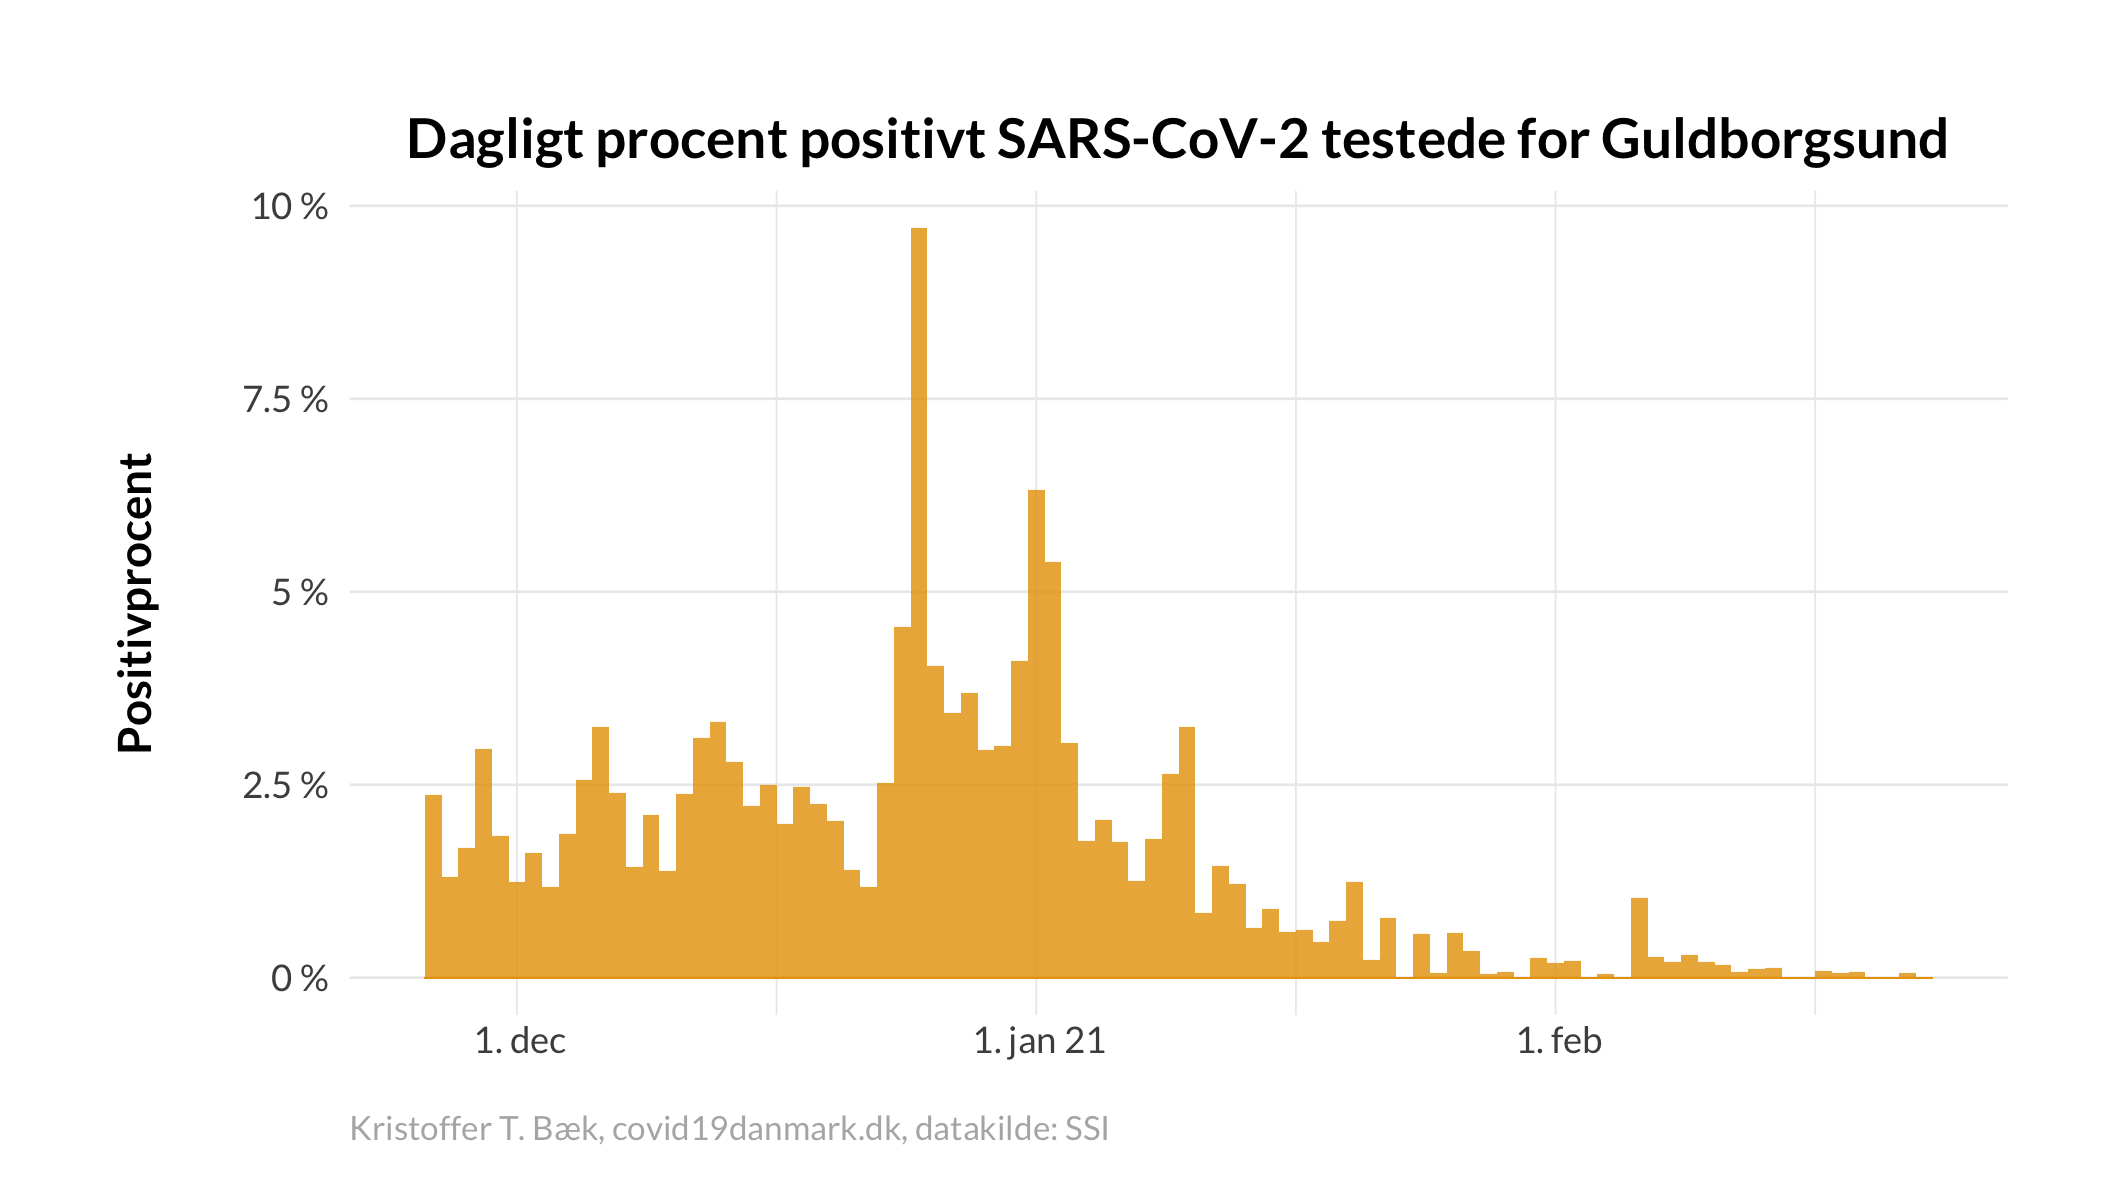 Dagligt procent positivt SARS-CoV-2 testede for Guldborgsund
Positivprocent
10 %
7.5 %
5 %
2.5 %
0 %
1. dec
1. jan 21
1. feb
Kristoffer T. Bæk, covid19danmark.dk, datakilde: SSI